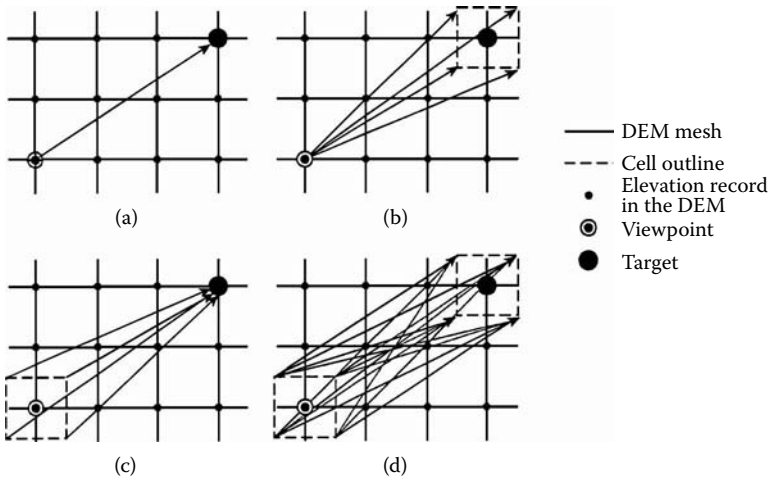 (a)
(b)
DEM mesh
Cell outline
Elevation record
in the DEM
Viewpoint
Target
(c)
(d)